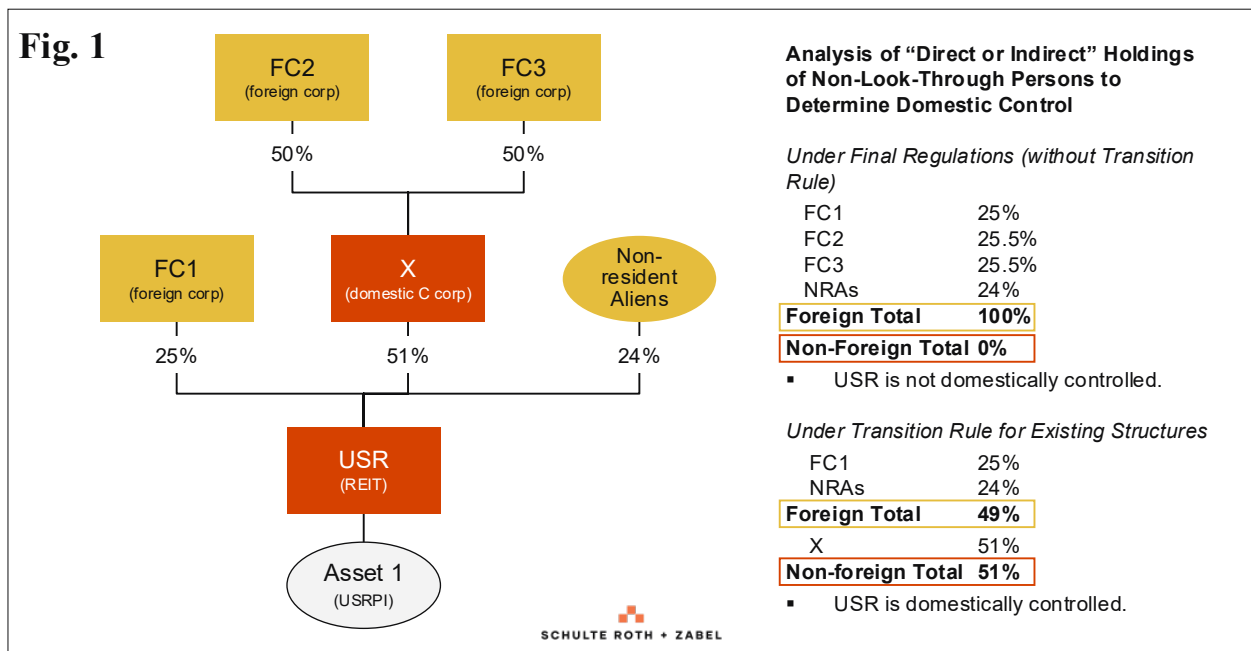 Fig. 1
FC2
(foreign corp)
FC3
(foreign corp)
50%
50%
FC1
(foreign corp)
X
(domestic C corp)
Non-
resident
Aliens
25%
51%
24%
USR
(REIT)
Asset 1
(USRPI)
Analysis of “Direct or Indirect” Holdings
of Non-Look-Through Persons to
Determine Domestic Control
Under Final Regulations (without Transition
Rule)
FC1 25%
FC2 25.5%
FC3 25.5%
NRAs 24%
Foreign Total 100%
Non-Foreign Total 0%
▪ USR is not domestically controlled.
Under Transition Rule for Existing Structures
FC1 25%
NRAs 24%
Foreign Total 49%
X 51%
Non-foreign Total 51%
▪ USR is domestically controlled.
SCHULTE ROTH + ZABEL